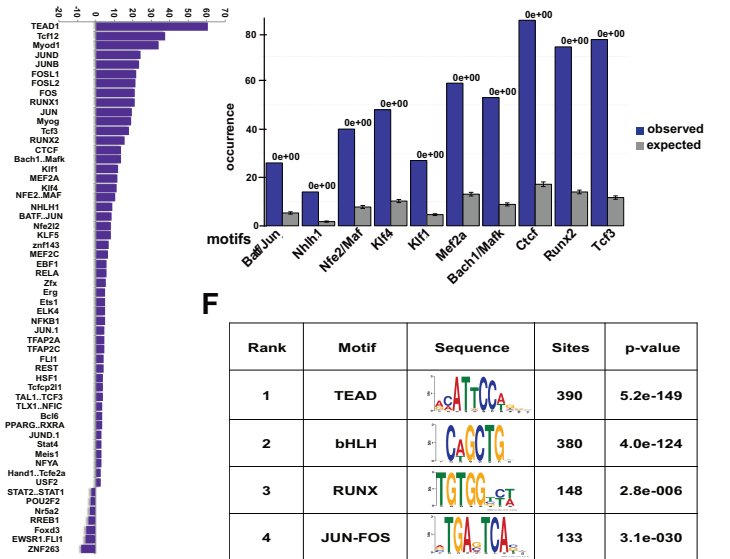 -20 -10 0 10 20 30 40 50 60 70
TEAD1
Tcf12
Myod1
JUND
JUNB
FOSL1
FOSL2
FOS
RUNX1
JUN
Myog
Tcf3
RUNX2
CTCF
Bach1..Mafk
Klf1
MEF2A
Klf4
NFE2..MAF
NHLH1
BATF..JUN
Nfe2l2
KLF5
znf143
MEF2C
EBF1
RELA
Zfx
Erg
Ets1
ELK4
NFKB1
JUN.1
TFAP2A
TFAP2C
FLI1
REST
HSF1
Tcfcp2l1
TAL1..TCF3
TLX1..NFIC
Bcl6
PPARG..RXRA
JUND.1
Stat4
Meis1
NFYA
Hand1..Tcfe2a
USF2
STAT2..STAT1
POU2F2
Nr5a2
RREB1
Foxd3
EWSR1.FLI1
ZNF263
occurrence
80
60
40
20
0
0e+00 0e+00 0e+00 0e+00 0e+00 0e+00 0e+00 0e+00 0e+00 0e+00
observed
expected
motifs
Batf/Jun Nhlh1 Nfe2/Maf Klf4 Klf1 Mef2a Bach1/Mafk Ctcf Runx2 Tcf3
F
Rank Motif Sequence Sites p-value
1 TEAD 390 5.2e-149
2 bHLH CAGCTG 380 4.0e-124
3 RUNX TGTGG 148 2.8e-006
4 JUN-FOS 133 3.1e-030